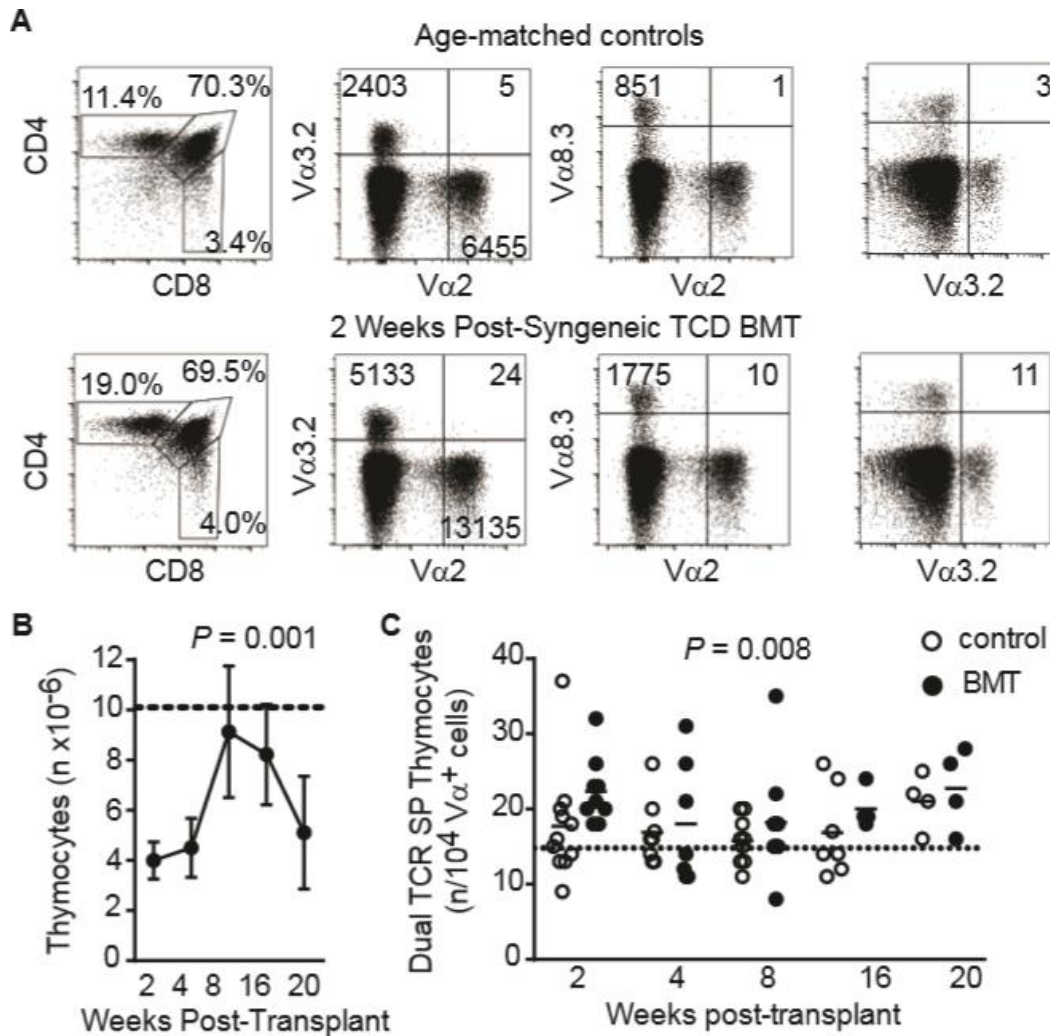 A
Age-matched controls
11.4%
70.3%
3.4%
CD4
CD8
2403
5
6455
Vα3.2
Vα2
851
1
Vα8.3
Vα2
3
Vα3.2
2 Weeks Post-Syngeneic TCD BMT
19.0%
69.5%
4.0%
CD4
CD8
5133
24
13135
Vα3.2
Vα2
1775
10
Vα8.3
Vα2
11
Vα3.2
B
P = 0.001
Thymocytes (n x10⁻⁶)
12
10
8
6
4
2
0
2 4 8 16 20
Weeks Post-Transplant
C
P = 0.008
control
BMT
Dual TCR SP Thymocytes
(n/10⁴ Vα⁺ cells)
40
30
20
10
0
2 4 8 16 20
Weeks post-transplant